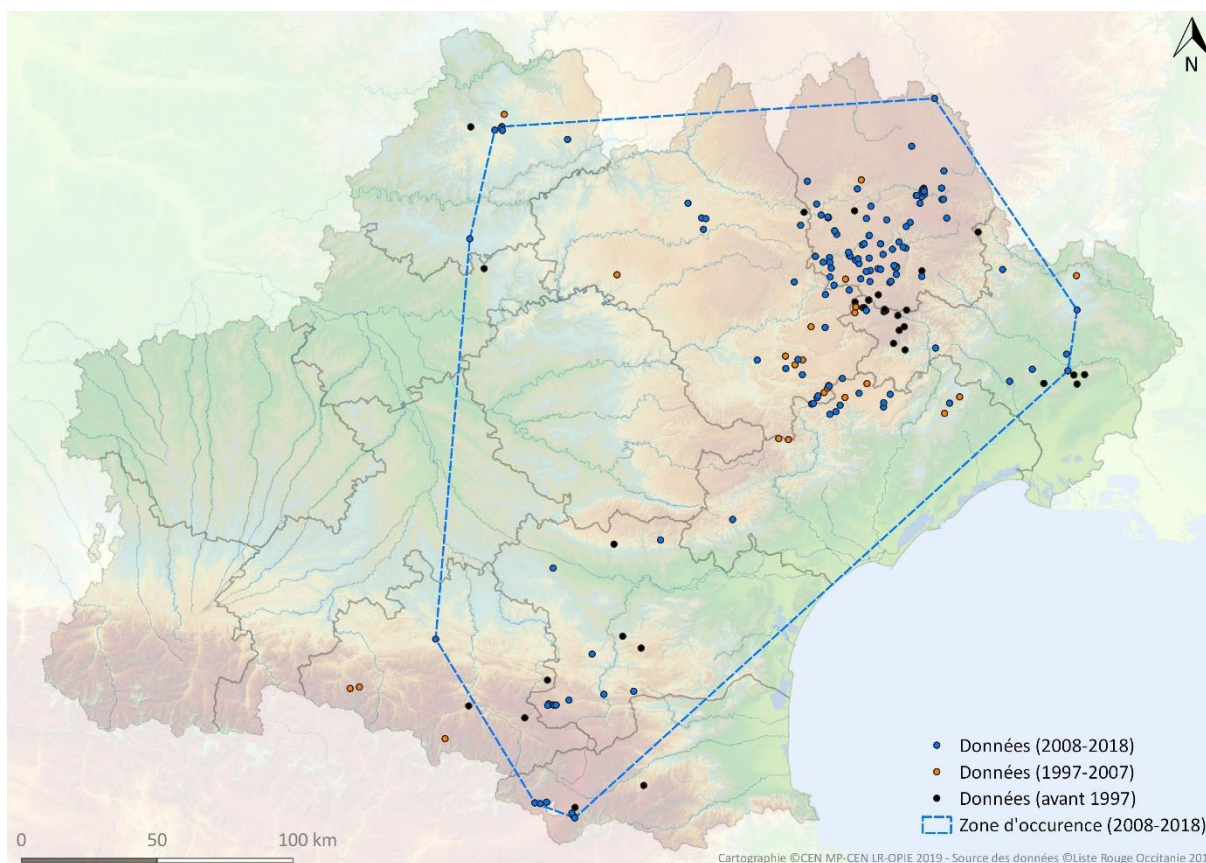 N
Données (2008-2018)
Données (1997-2007)
Données (avant 1997)
Zone d'occurence (2008-2018)
0 50 100 km
Cartographie ©CEN MP-CEN LR-OPIE 2019 - Source des données ©Liste Rouge Occitanie 201